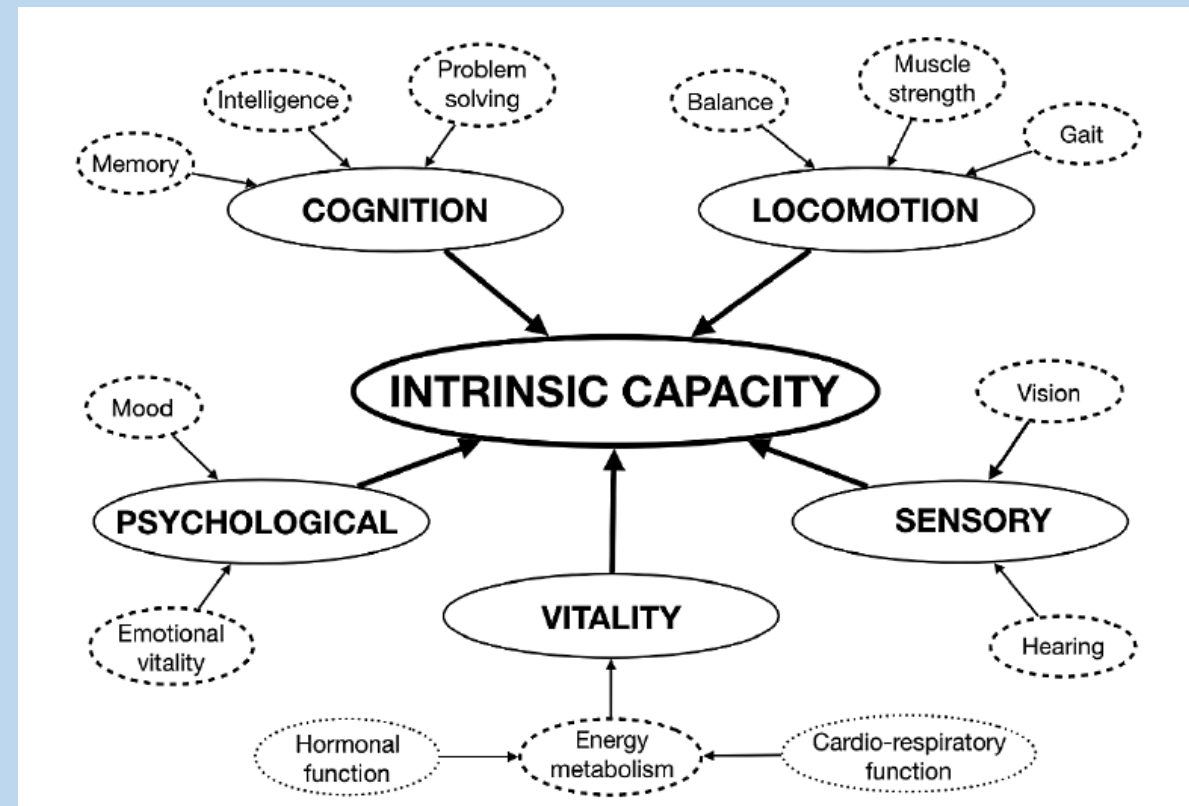 Problem
solving
Intelligence
Memory
COGNITION
Muscle
strength
Balance
Gait
LOCOMOTION
INTRINSIC CAPACITY
Mood
PSYCHOLOGICAL
Emotional
vitality
Vision
SENSORY
Hearing
VITALITY
Hormonal
function
Energy
metabolism
Cardio-respiratory
function